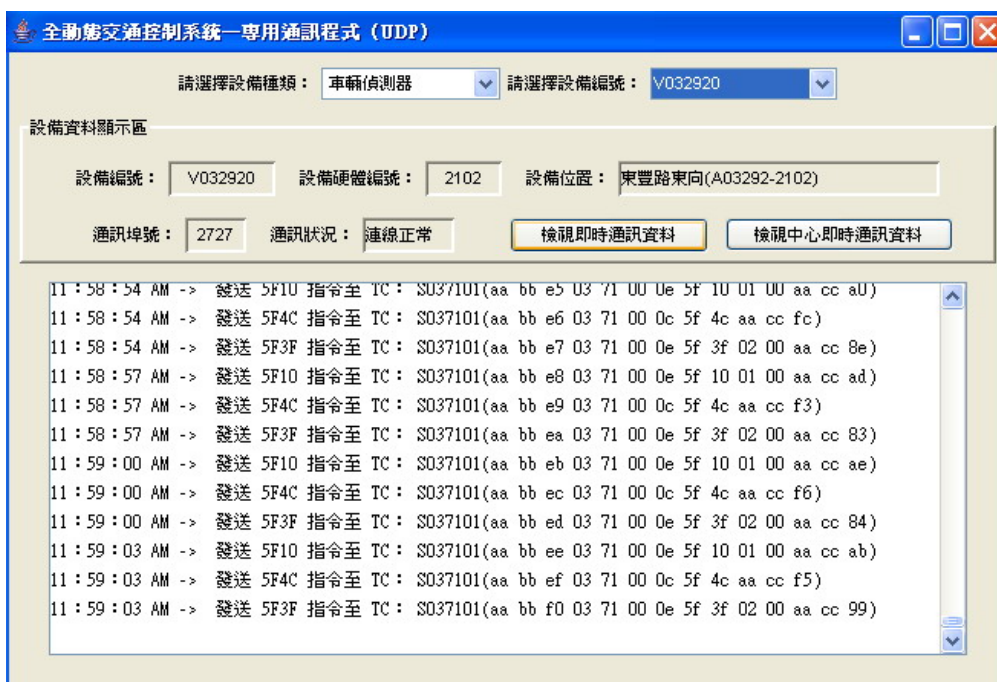 全動態交通控制系統—專用通訊程式 (UDP)
請選擇設備種類： 車輛偵測器 請選擇設備編號： V032920
設備資料顯示區
設備編號： V032920 設備硬體編號： 2102 設備位置： 東豐路東向(A03292-2102)
通訊埠號： 2727 通訊狀況： 連線正常 檢視即時通訊資料 檢視中心即時通訊資料
11：58：54 AM -> 發送 5F10 指令至 TC： S037101(aa bb e5 03 71 00 0e 5f 10 01 00 aa cc a0)
11：58：54 AM -> 發送 5F4C 指令至 TC： S037101(aa bb e6 03 71 00 0c 5f 4c aa cc fc)
11：58：54 AM -> 發送 5F3F 指令至 TC： S037101(aa bb e7 03 71 00 0e 5f 3f 02 00 aa cc 8e)
11：58：57 AM -> 發送 5F10 指令至 TC： S037101(aa bb e8 03 71 00 0e 5f 10 01 00 aa cc ad)
11：58：57 AM -> 發送 5F4C 指令至 TC： S037101(aa bb e9 03 71 00 0c 5f 4c aa cc f3)
11：58：57 AM -> 發送 5F3F 指令至 TC： S037101(aa bb ea 03 71 00 0e 5f 3f 02 00 aa cc 83)
11：59：00 AM -> 發送 5F10 指令至 TC： S037101(aa bb eb 03 71 00 0e 5f 10 01 00 aa cc ae)
11：59：00 AM -> 發送 5F4C 指令至 TC： S037101(aa bb ec 03 71 00 0c 5f 4c aa cc f6)
11：59：00 AM -> 發送 5F3F 指令至 TC： S037101(aa bb ed 03 71 00 0e 5f 3f 02 00 aa cc 84)
11：59：03 AM -> 發送 5F10 指令至 TC： S037101(aa bb ee 03 71 00 0e 5f 10 01 00 aa cc ab)
11：59：03 AM -> 發送 5F4C 指令至 TC： S037101(aa bb ef 03 71 00 0c 5f 4c aa cc f5)
11：59：03 AM -> 發送 5F3F 指令至 TC： S037101(aa bb f0 03 71 00 0e 5f 3f 02 00 aa cc 99)